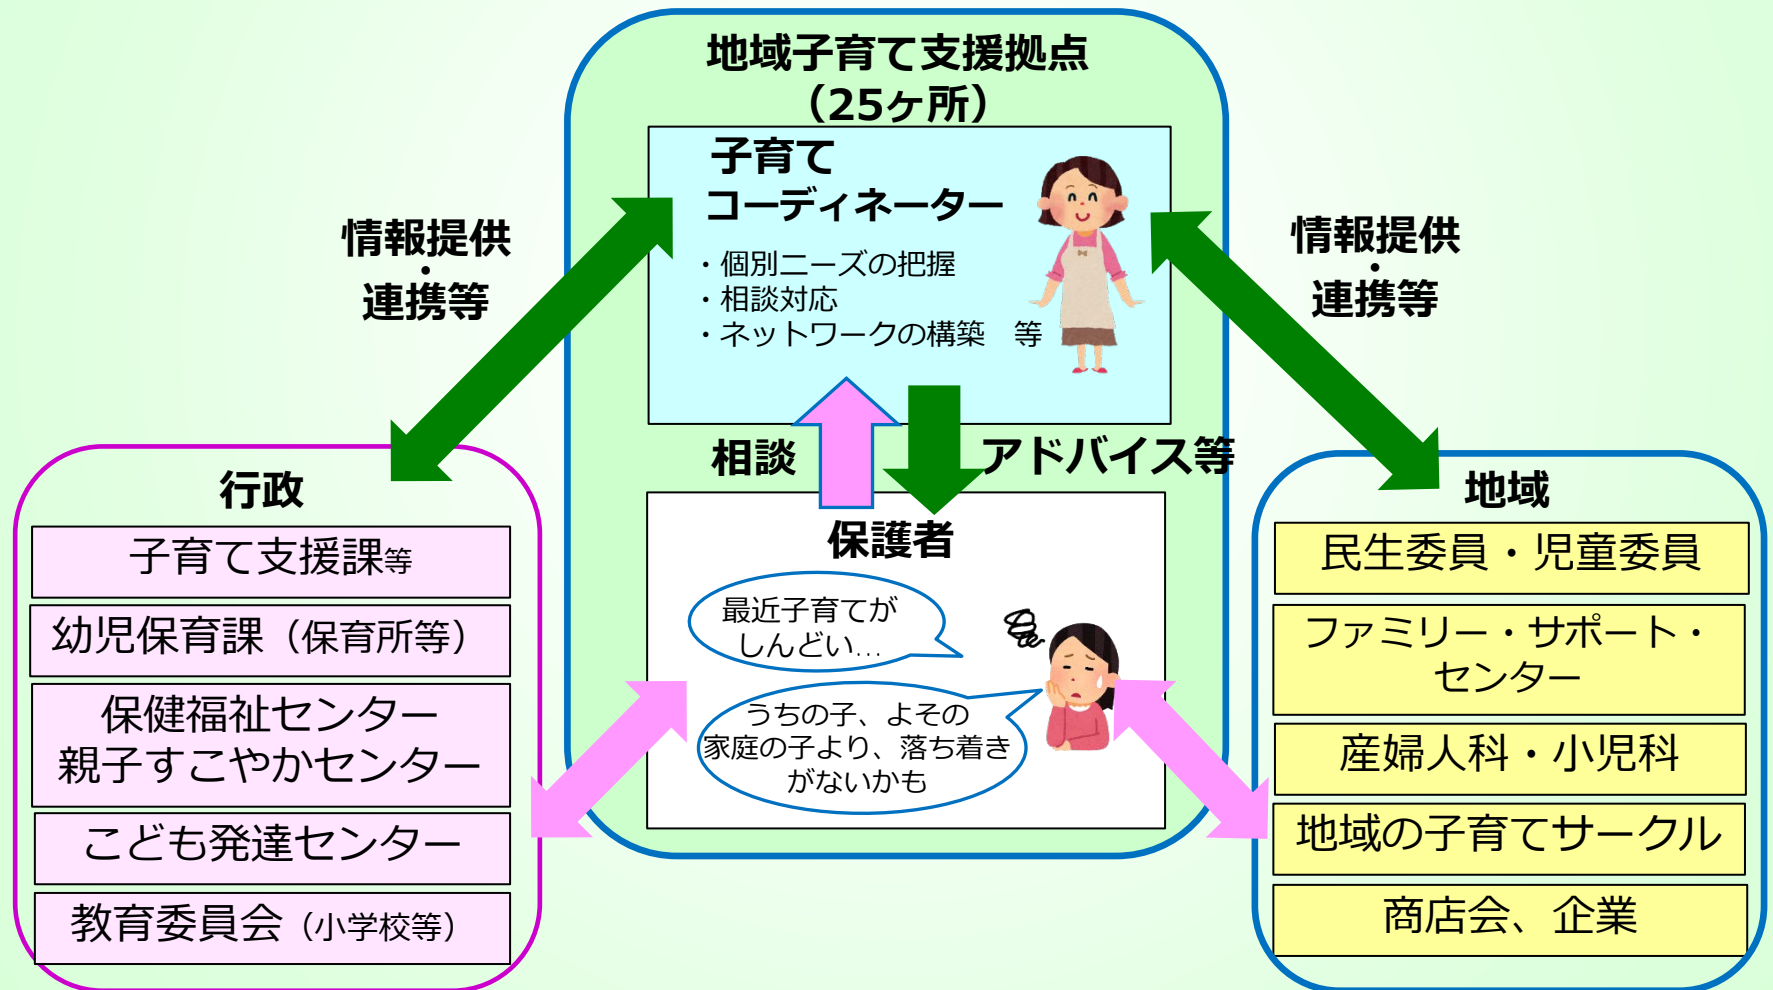 地域子育て支援拠点
（25ヶ所）
子育て
コーディネーター
・個別ニーズの把握
・相談対応
・ネットワークの構築　等
情報提供
・
連携等
情報提供
・
連携等
相談
アドバイス等
保護者
最近子育てが
しんどい…
うちの子、よその
家庭の子より、落ち着き
がないかも
行政
子育て支援課等
幼児保育課（保育所等）
保健福祉センター
親子すこやかセンター
こども発達センター
教育委員会（小学校等）
地域
民生委員・児童委員
ファミリー・サポート・
センター
産婦人科・小児科
地域の子育てサークル
商店会、企業